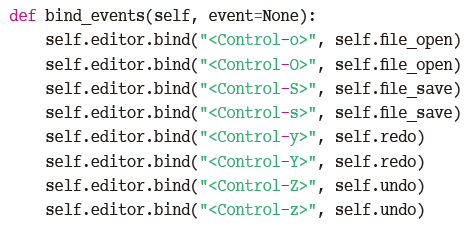 def bind_events(self, event=None):
    self.editor.bind("<Control-o>", self.file_open)
    self.editor.bind("<Control-O>", self.file_open)
    self.editor.bind("<Control-S>", self.file_save)
    self.editor.bind("<Control-s>", self.file_save)
    self.editor.bind("<Control-y>", self.redo)
    self.editor.bind("<Control-Y>", self.redo)
    self.editor.bind("<Control-Z>", self.undo)
    self.editor.bind("<Control-z>", self.undo)